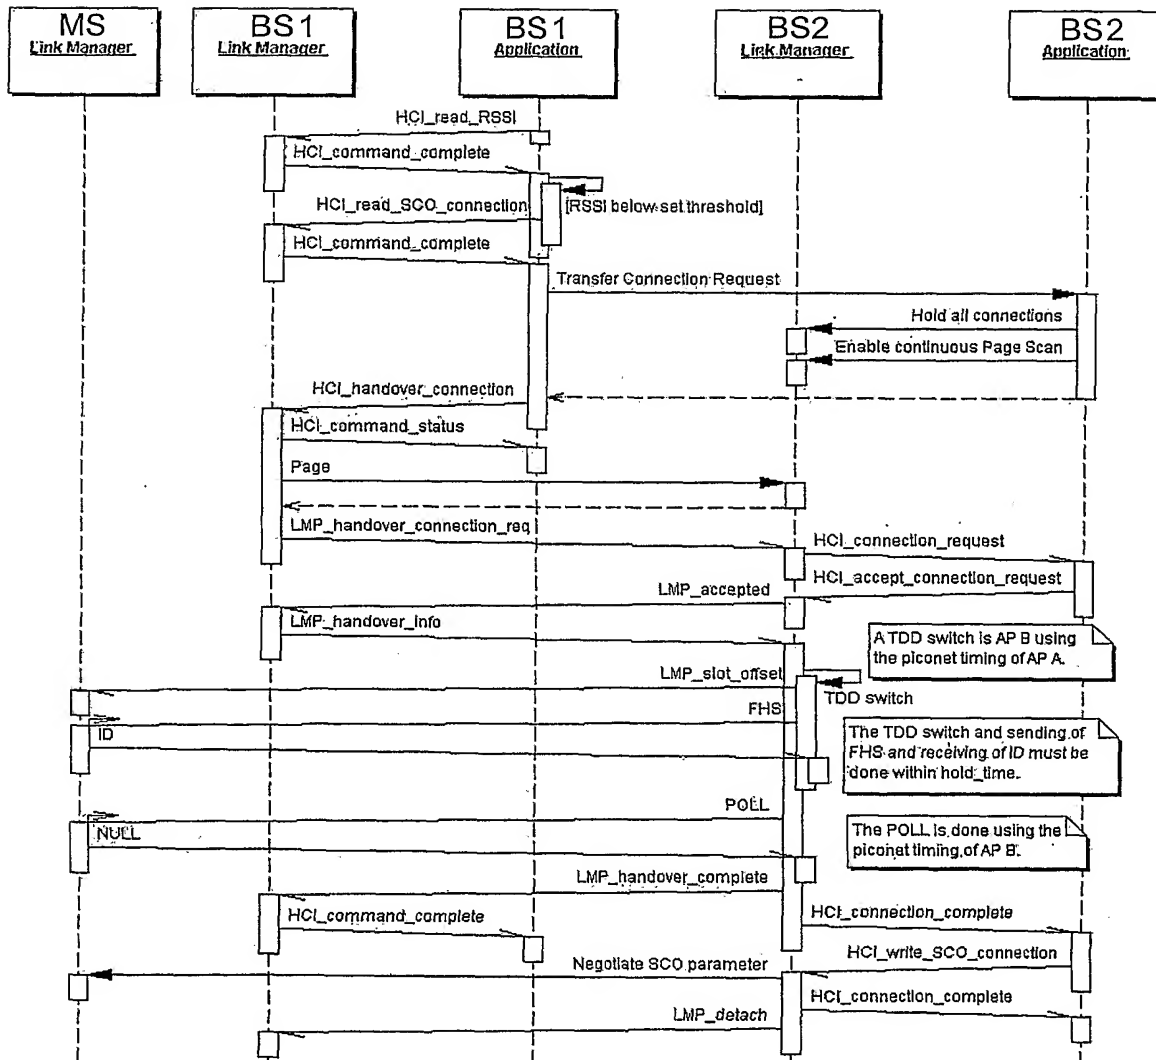 MS
Link Manager
BS1
Link Manager
BS1
Application
BS2
Link Manager
BS2
Application
HCI_read_RSSI
HCI_command_complete
HCI_read_SCO_connection
[RSSI below set threshold]
HCI_command_complete
Transfer Connection Request
Hold all connections
Enable continuous Page Scan
HCI_handover_connection
HCI_command_status
Page
LMP_handover_connection_req
HCI_connection_request
HCI_accept_connection_request
LMP_accepted
LMP_handover_info
A TDD switch is AP B using
the piconet timing of AP A.
LMP_slot_offset
TDD switch
FHS
ID
The TDD switch and sending of
FHS and receiving of ID must be
done within hold_time.
POLL
NULL
The POLL is done using the
piconet timing of AP B.
LMP_handover_complete
HCI_command_complete
HCI_connection_complete
HCI_write_SCO_connection
Negotiate SCO parameter
HCI_connection_complete
LMP_detach